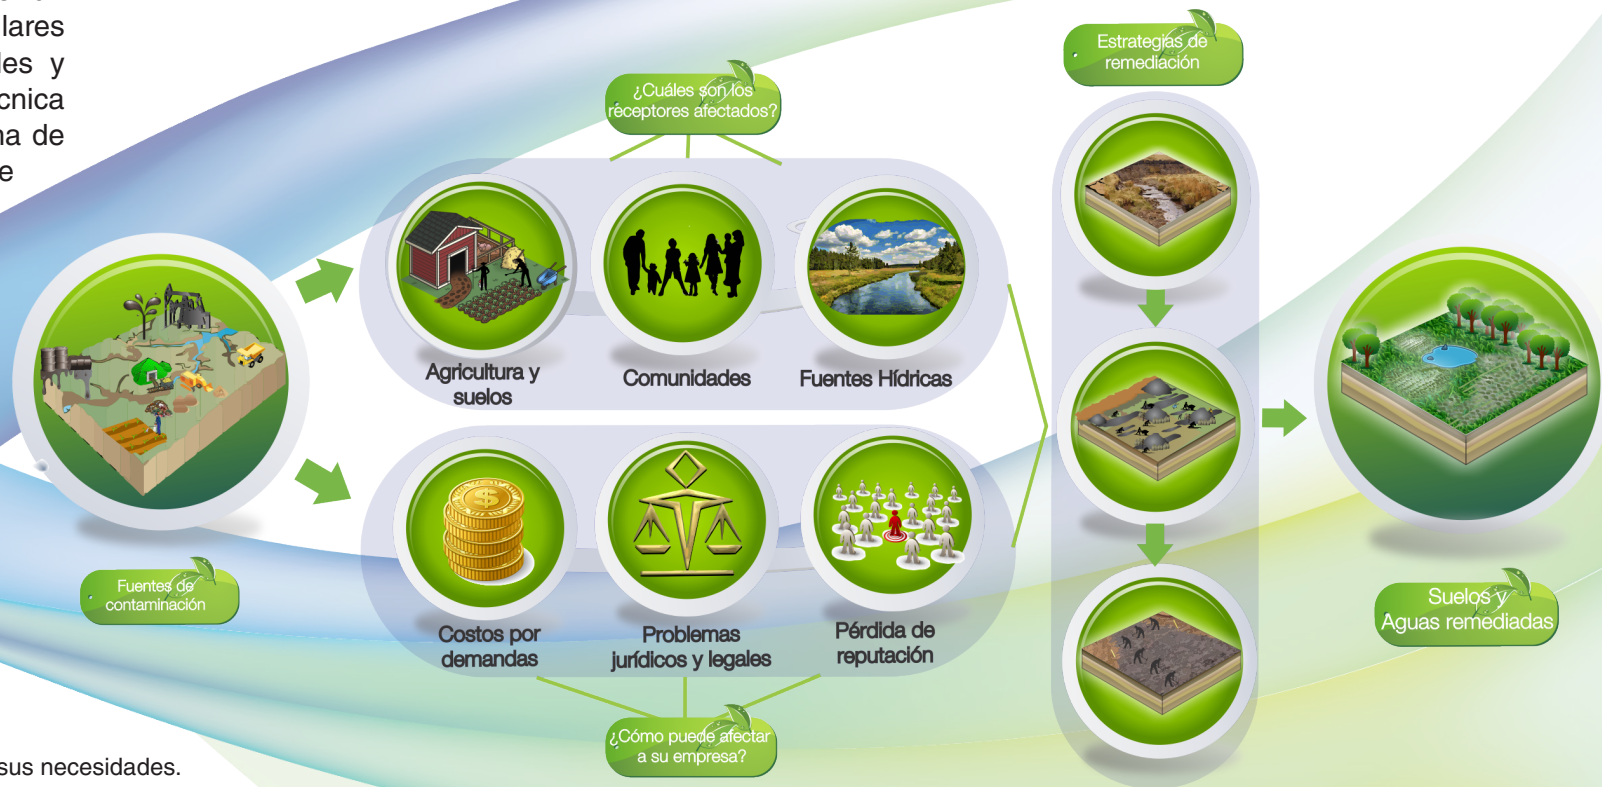 lares
les y
cnica
na de
e
¿Cuáles son los
receptores afectados?
Estrategias de
remediación
Agricultura y
suelos
Comunidades
Fuentes Hídricas
Fuentes de
contaminación
Costos por
demandas
Problemas
jurídicos y legales
Pérdida de
reputación
Suelos y
Aguas remediadas
¿Cómo puede afectar
a su empresa?
sus necesidades.